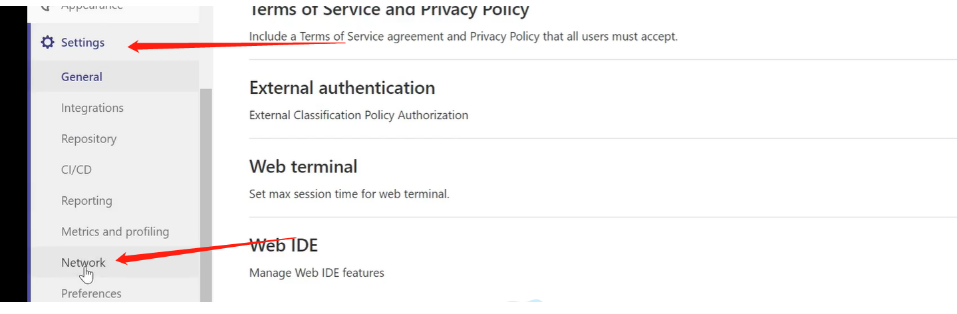 Appearance
Settings
General
Integrations
Repository
CI/CD
Reporting
Metrics and profiling
Network
Preferences
Terms of Service and Privacy Policy
Include a Terms of Service agreement and Privacy Policy that all users must accept.
External authentication
External Classification Policy Authorization
Web terminal
Set max session time for web terminal.
Web IDE
Manage Web IDE features